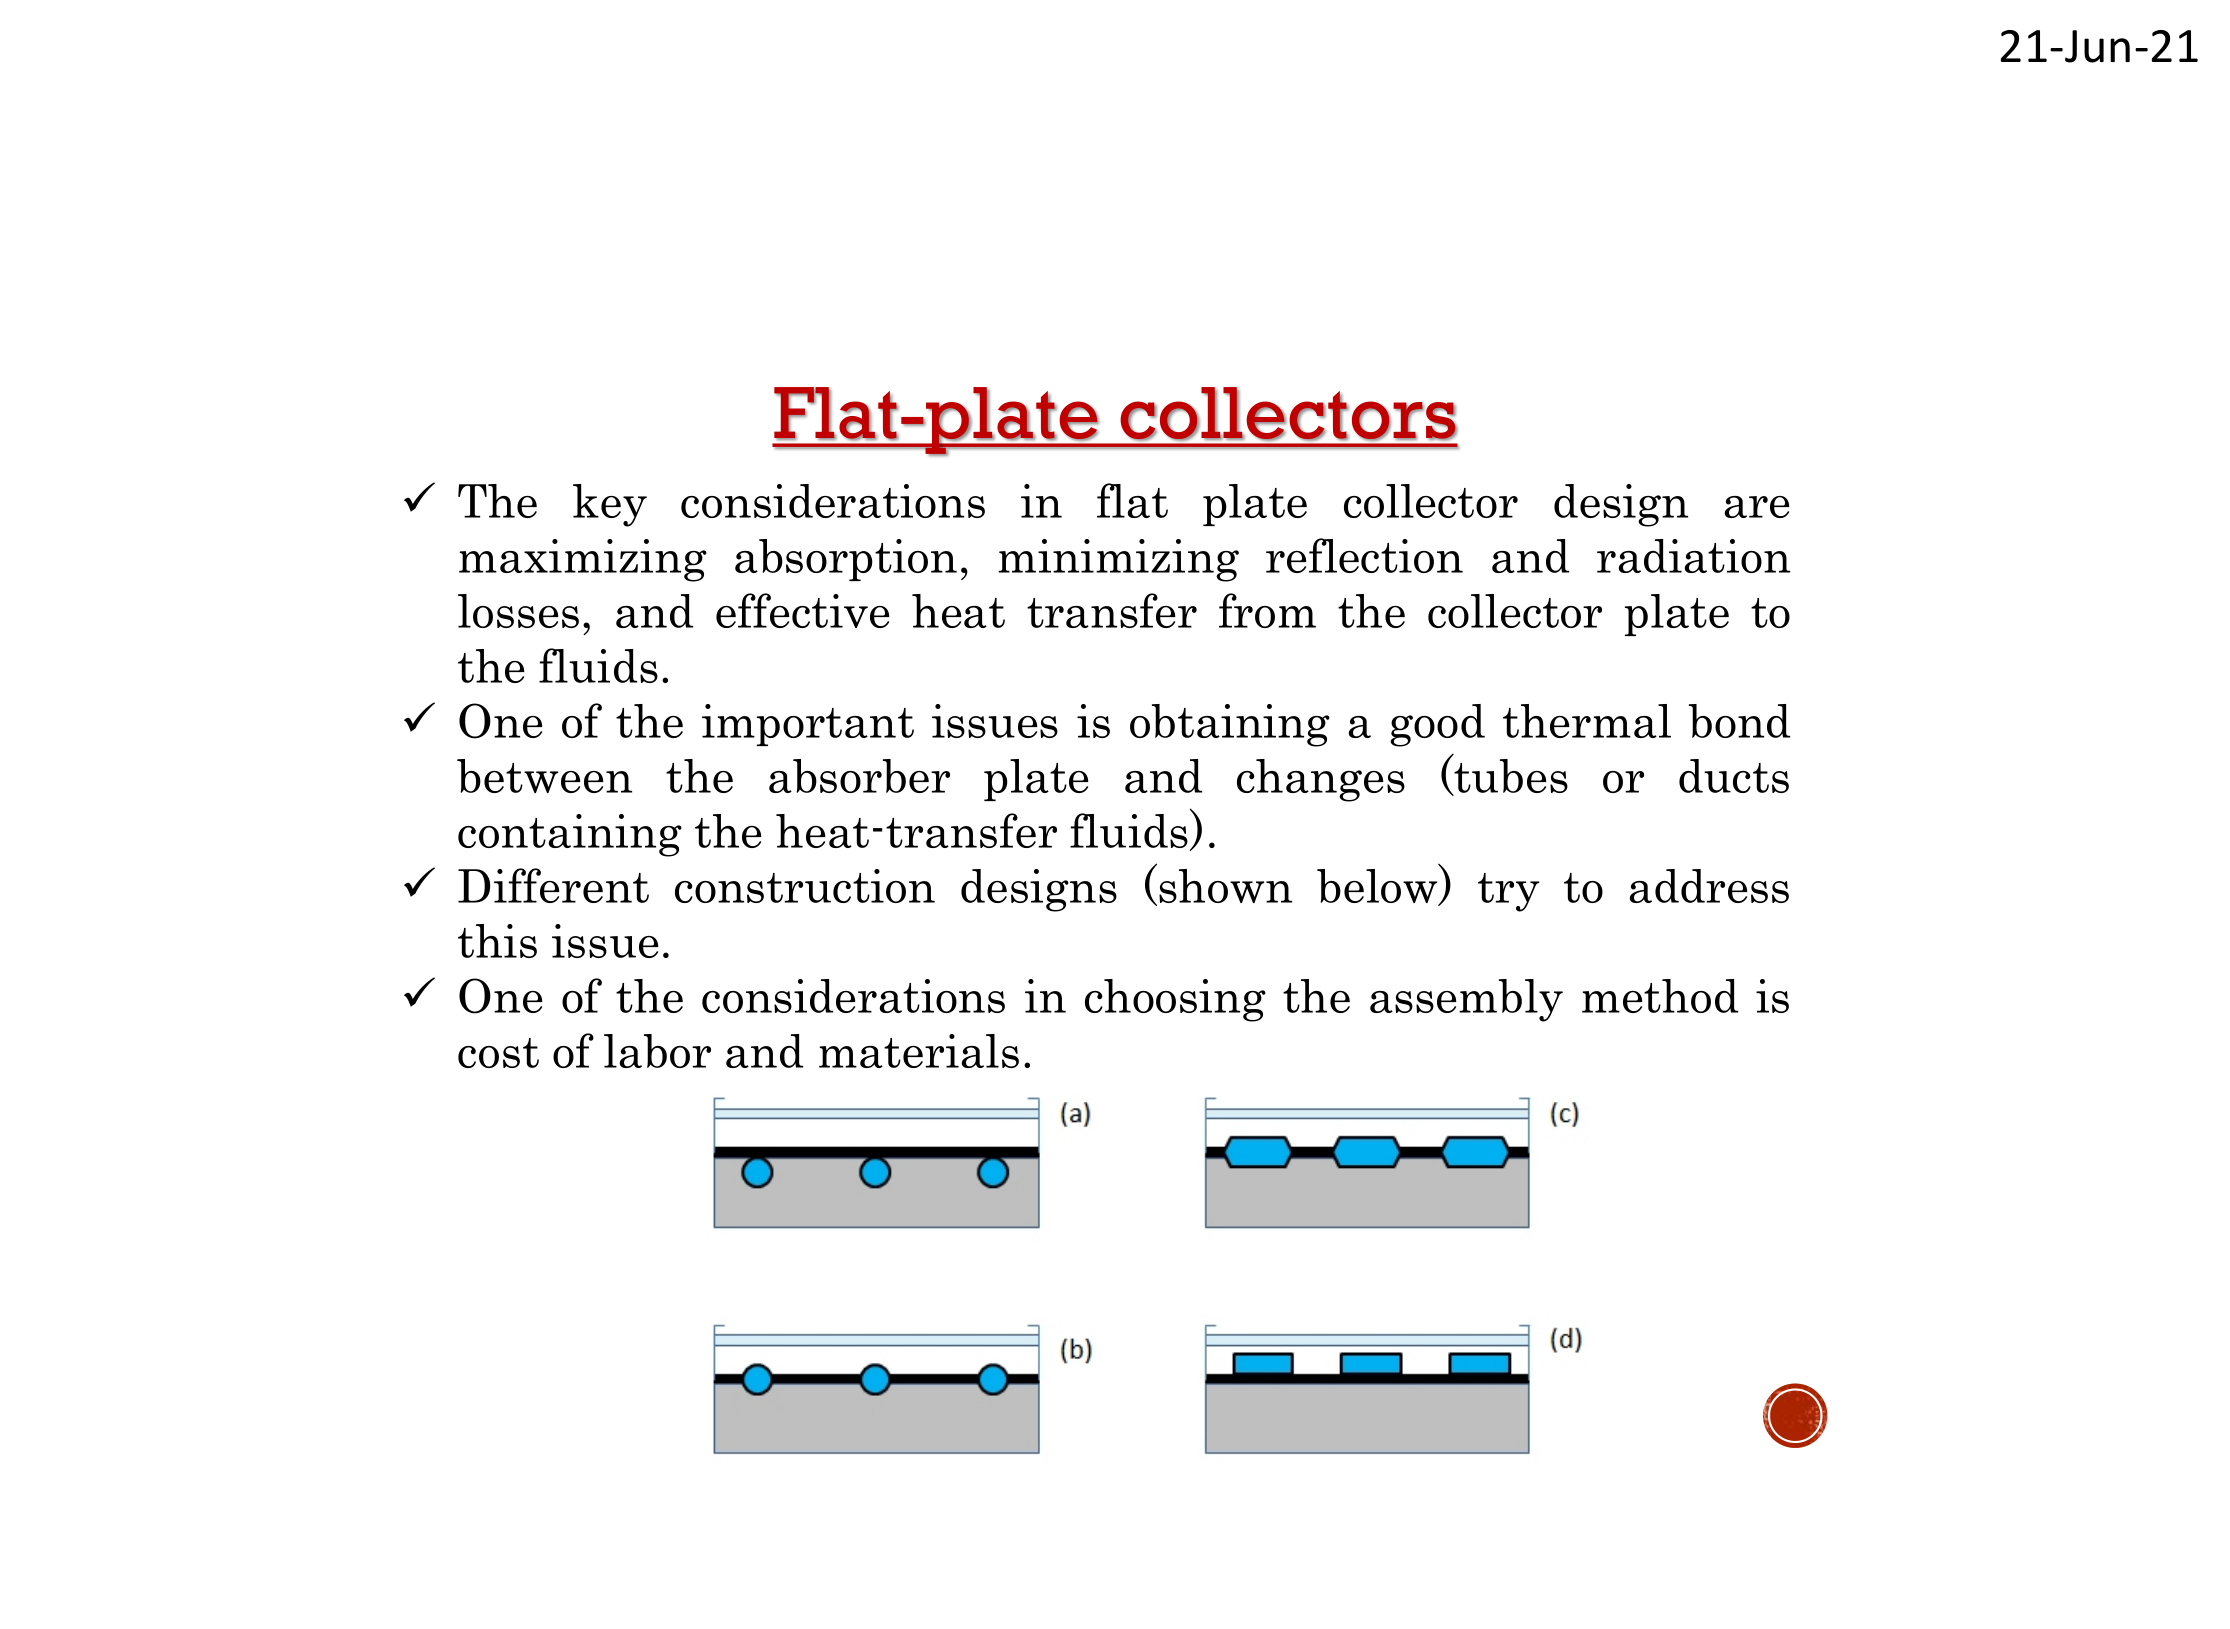 21-Jun-21
Flat-plate collectors
✓ The key considerations in flat plate collector design are
maximizing absorption, minimizing reflection and radiation
losses, and effective heat transfer from the collector plate to
the fluids.
✓ One of the important issues is obtaining a good thermal bond
between the absorber plate and changes (tubes or ducts
containing the heat-transfer fluids).
✓ Different construction designs (shown below) try to address
this issue.
✓ One of the considerations in choosing the assembly method is
cost of labor and materials.
(a)
(c)
(b)
(d)